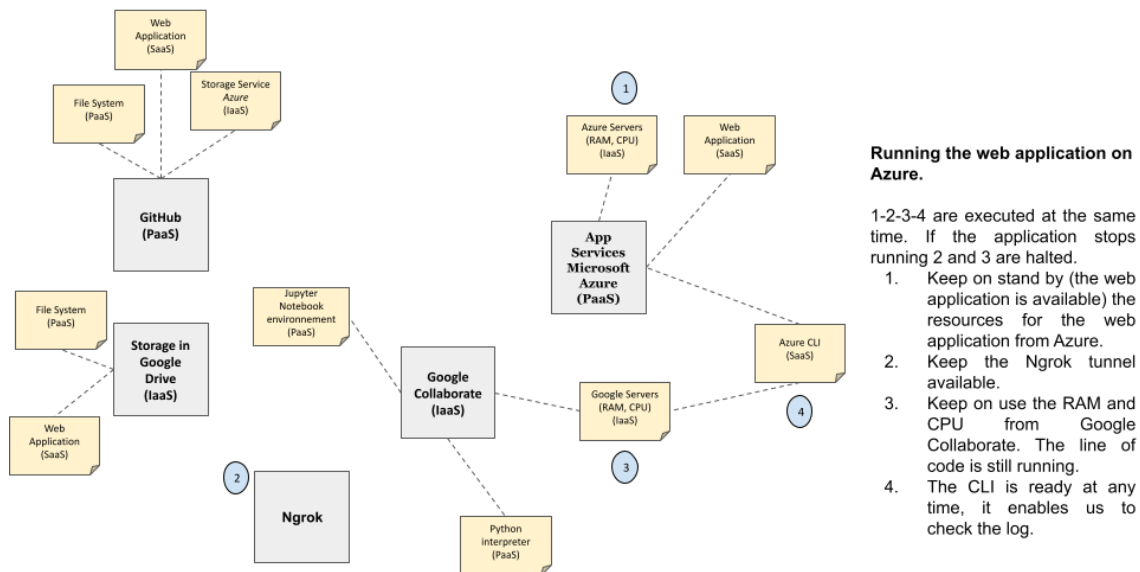 Web
Application
(SaaS)
File System
(PaaS)
Storage Service
Azure
(IaaS)
GitHub
(PaaS)
1
Azure Servers
(RAM, CPU)
(IaaS)
Web
Application
(SaaS)
App
Services
Microsoft
Azure
(PaaS)
File System
(PaaS)
Storage in
Google
Drive
(IaaS)
Web
Application
(SaaS)
Jupyter
Notebook
environnement
(PaaS)
Google
Collaborate
(IaaS)
Google Servers
(RAM, CPU)
(IaaS)
3
Azure CLI
(SaaS)
4
2
Ngrok
Python
interpreter
(PaaS)
Running the web application on
Azure.
1-2-3-4 are executed at the same
time. If the application stops
running 2 and 3 are halted.
1. Keep on stand by (the web
application is available) the
resources for the web
application from Azure.
2. Keep the Ngrok tunnel
available.
3. Keep on use the RAM and
CPU from Google
Collaborate. The line of
code is still running.
4. The CLI is ready at any
time, it enables us to
check the log.